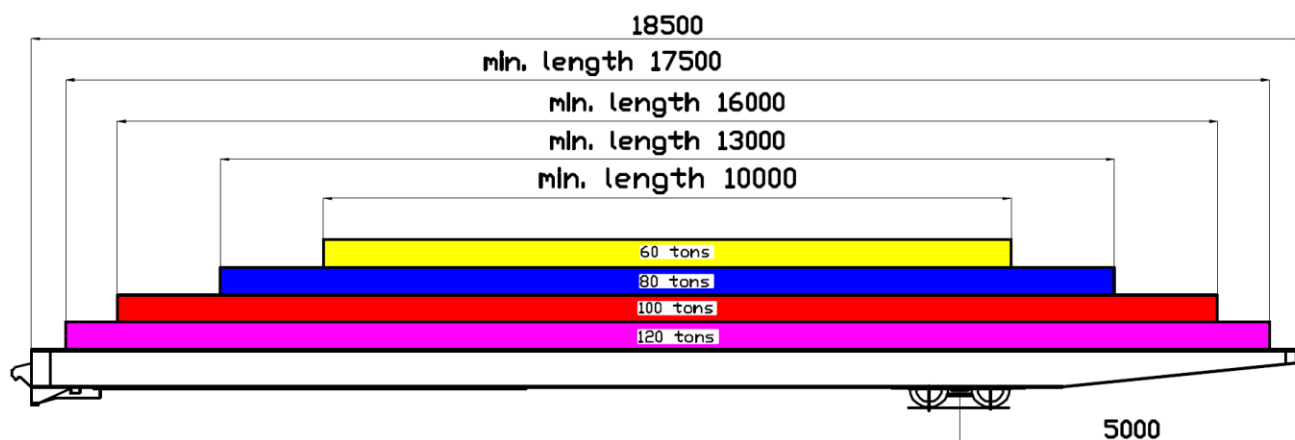 18500
min. length 17500
min. length 16000
min. length 13000
min. length 10000
60 tons
80 tons
100 tons
120 tons
5000